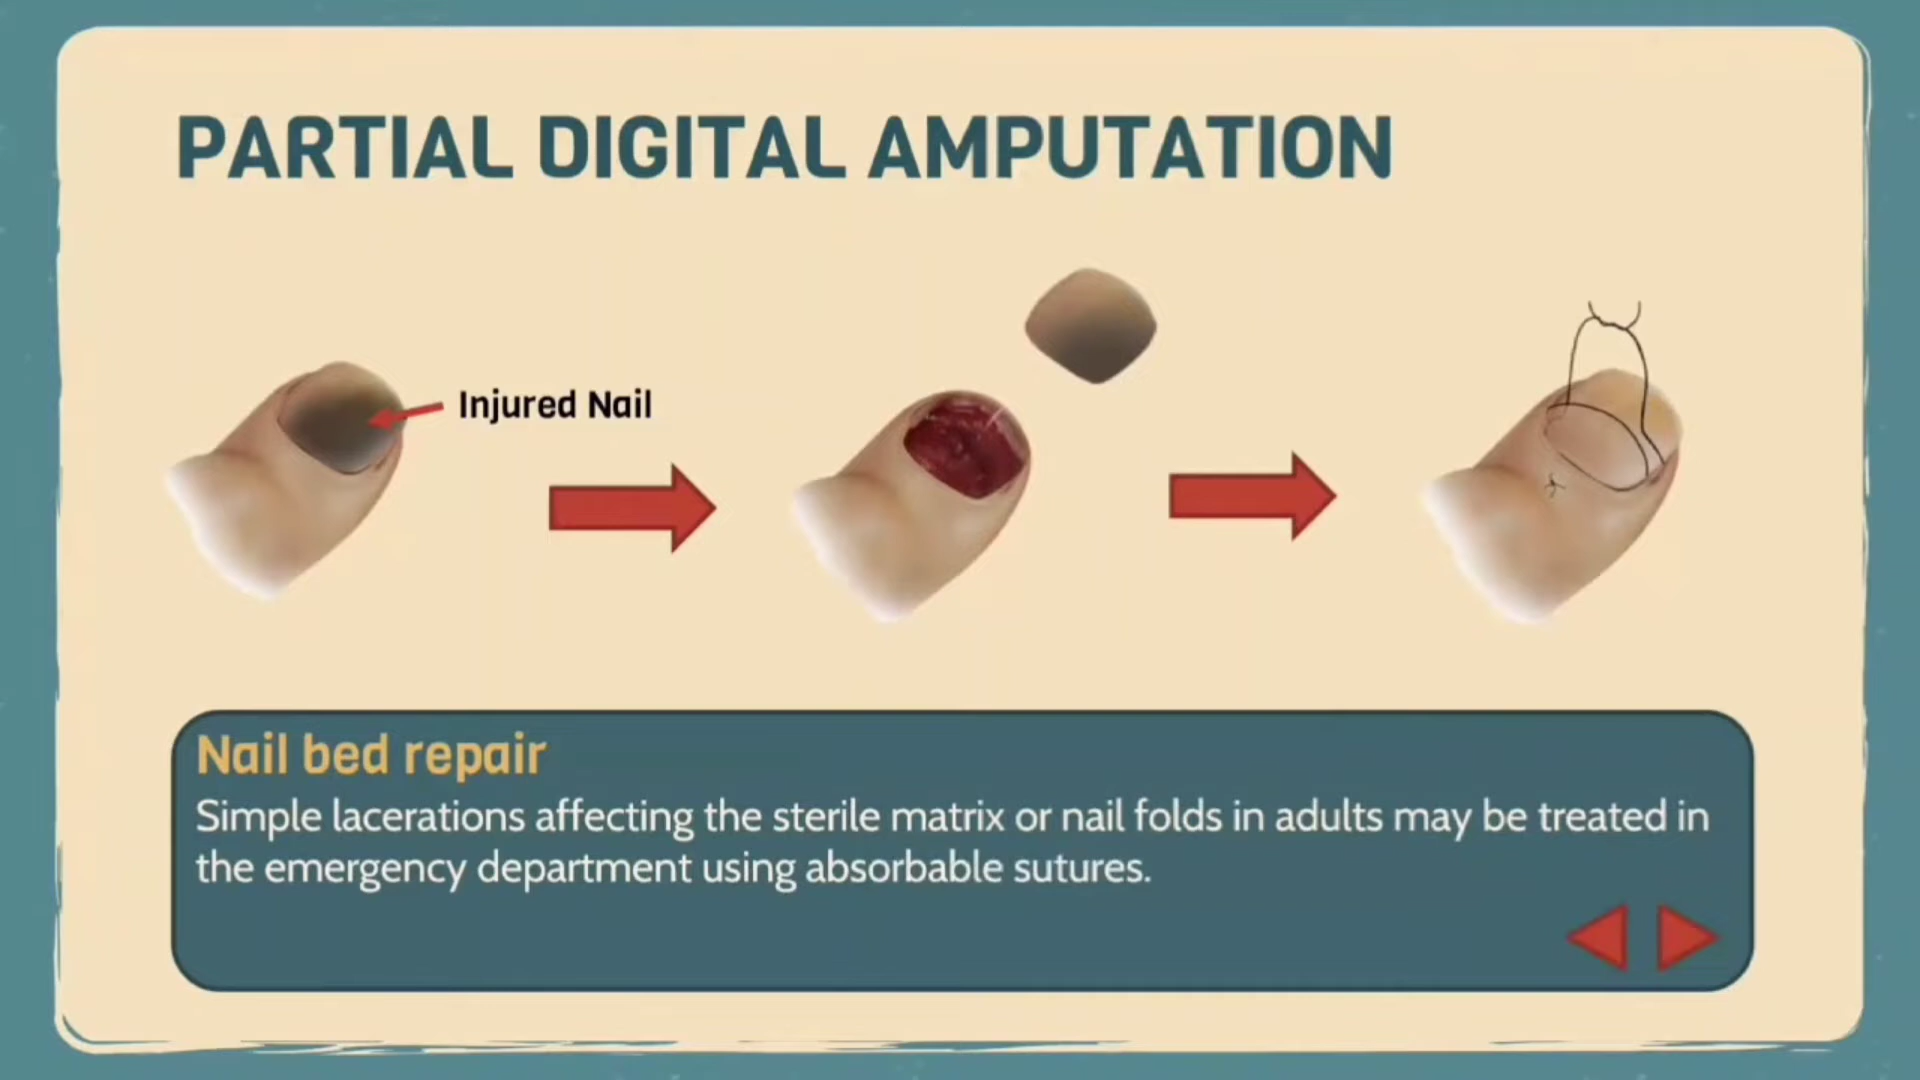 PARTIAL DIGITAL AMPUTATION
Injured Nail
Nail bed repair
Simple lacerations affecting the sterile matrix or nail folds in adults may be treated in
the emergency department using absorbable sutures.